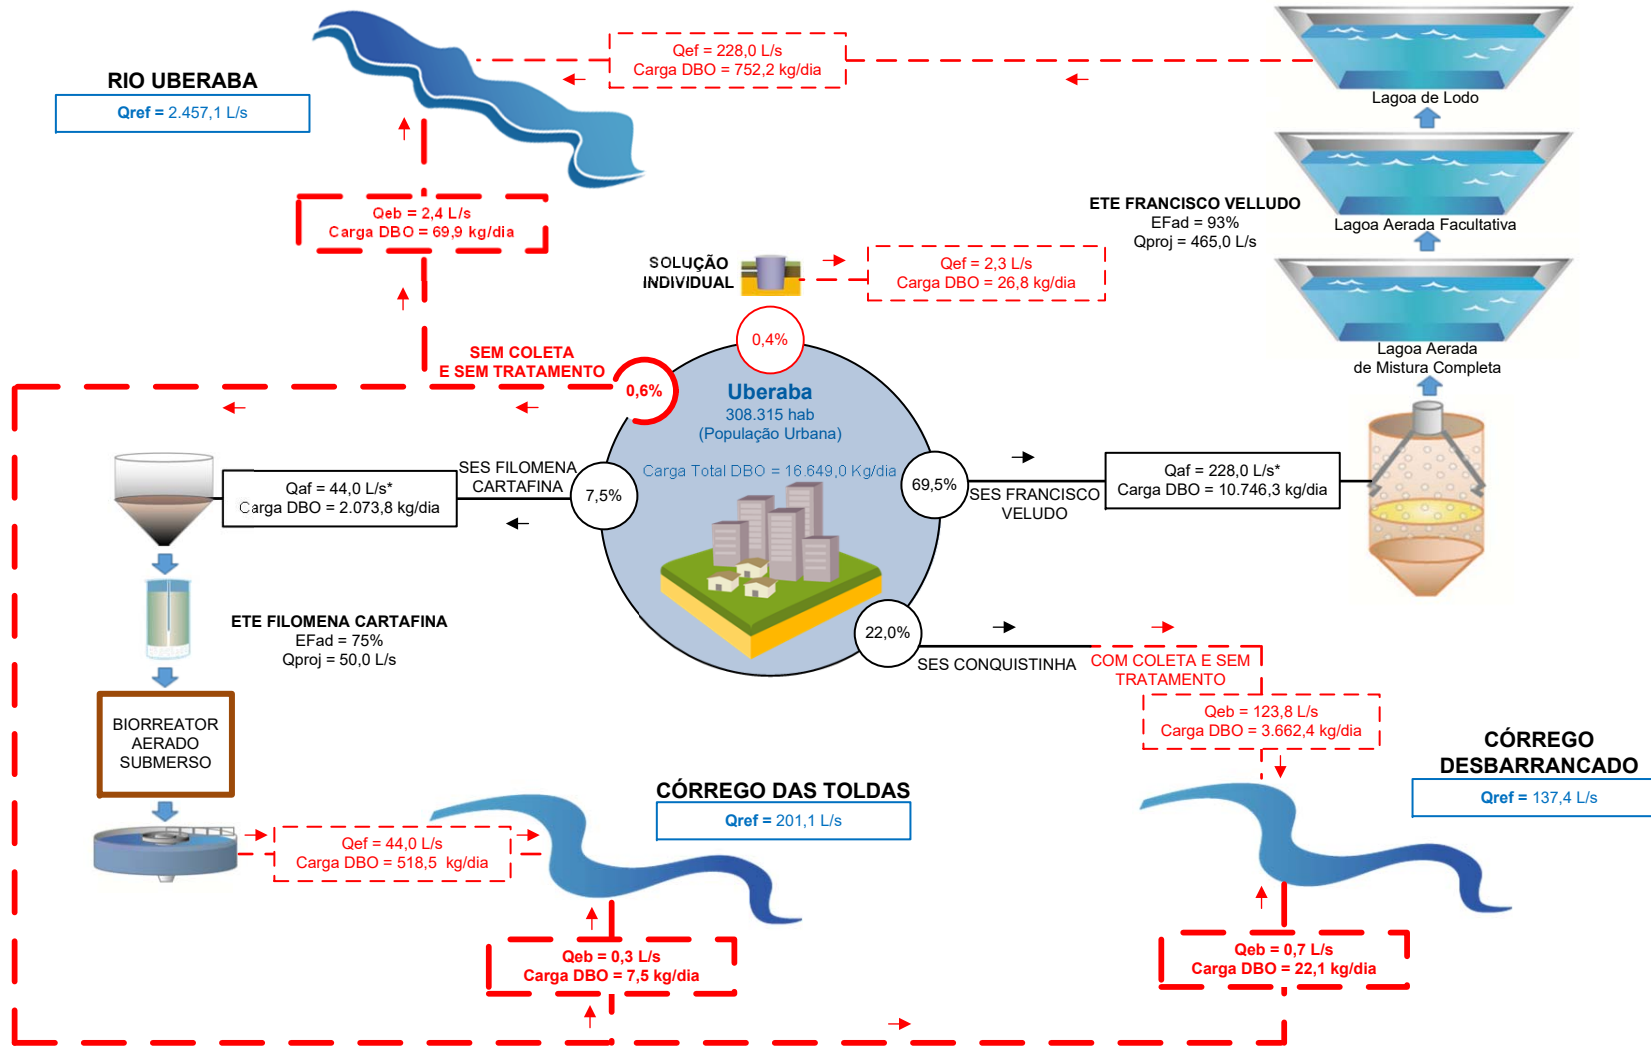 Qef = 228,0 L/s
Carga DBO = 752,2 kg/dia
RIO UBERABA
Qref = 2.457,1 L/s
Lagoa de Lodo
Qeb = 2,4 L/s
Carga DBO = 69,9 kg/dia
ETE FRANCISCO VELLUDO
EFad = 93%
Qproj = 465,0 L/s
Lagoa Aerada Facultativa
SOLUÇÃO
INDIVIDUAL
Qef = 2,3 L/s
Carga DBO = 26,8 kg/dia
0,4%
Lagoa Aerada
de Mistura Completa
SEM COLETA
E SEM TRATAMENTO
0,6%
Uberaba
308.315 hab
(População Urbana)
Carga Total DBO = 16.649,0 Kg/dia
SES FILOMENA
CARTAFINA
7,5%
Qaf = 44,0 L/s*
Carga DBO = 2.073,8 kg/dia
69,5%
SES FRANCISCO
VELUDO
Qaf = 228,0 L/s*
Carga DBO = 10.746,3 kg/dia
ETE FILOMENA CARTAFINA
EFad = 75%
Qproj = 50,0 L/s
22,0%
SES CONQUISTINHA
COM COLETA E SEM
TRATAMENTO
Qeb = 123,8 L/s
Carga DBO = 3.662,4 kg/dia
BIORREATOR
AERADO
SUBMERSO
CÓRREGO
DESBARRANCADO
Qref = 137,4 L/s
CÓRREGO DAS TOLDAS
Qref = 201,1 L/s
Qef = 44,0 L/s
Carga DBO = 518,5 kg/dia
Qeb = 0,3 L/s
Carga DBO = 7,5 kg/dia
Qeb = 0,7 L/s
Carga DBO = 22,1 kg/dia